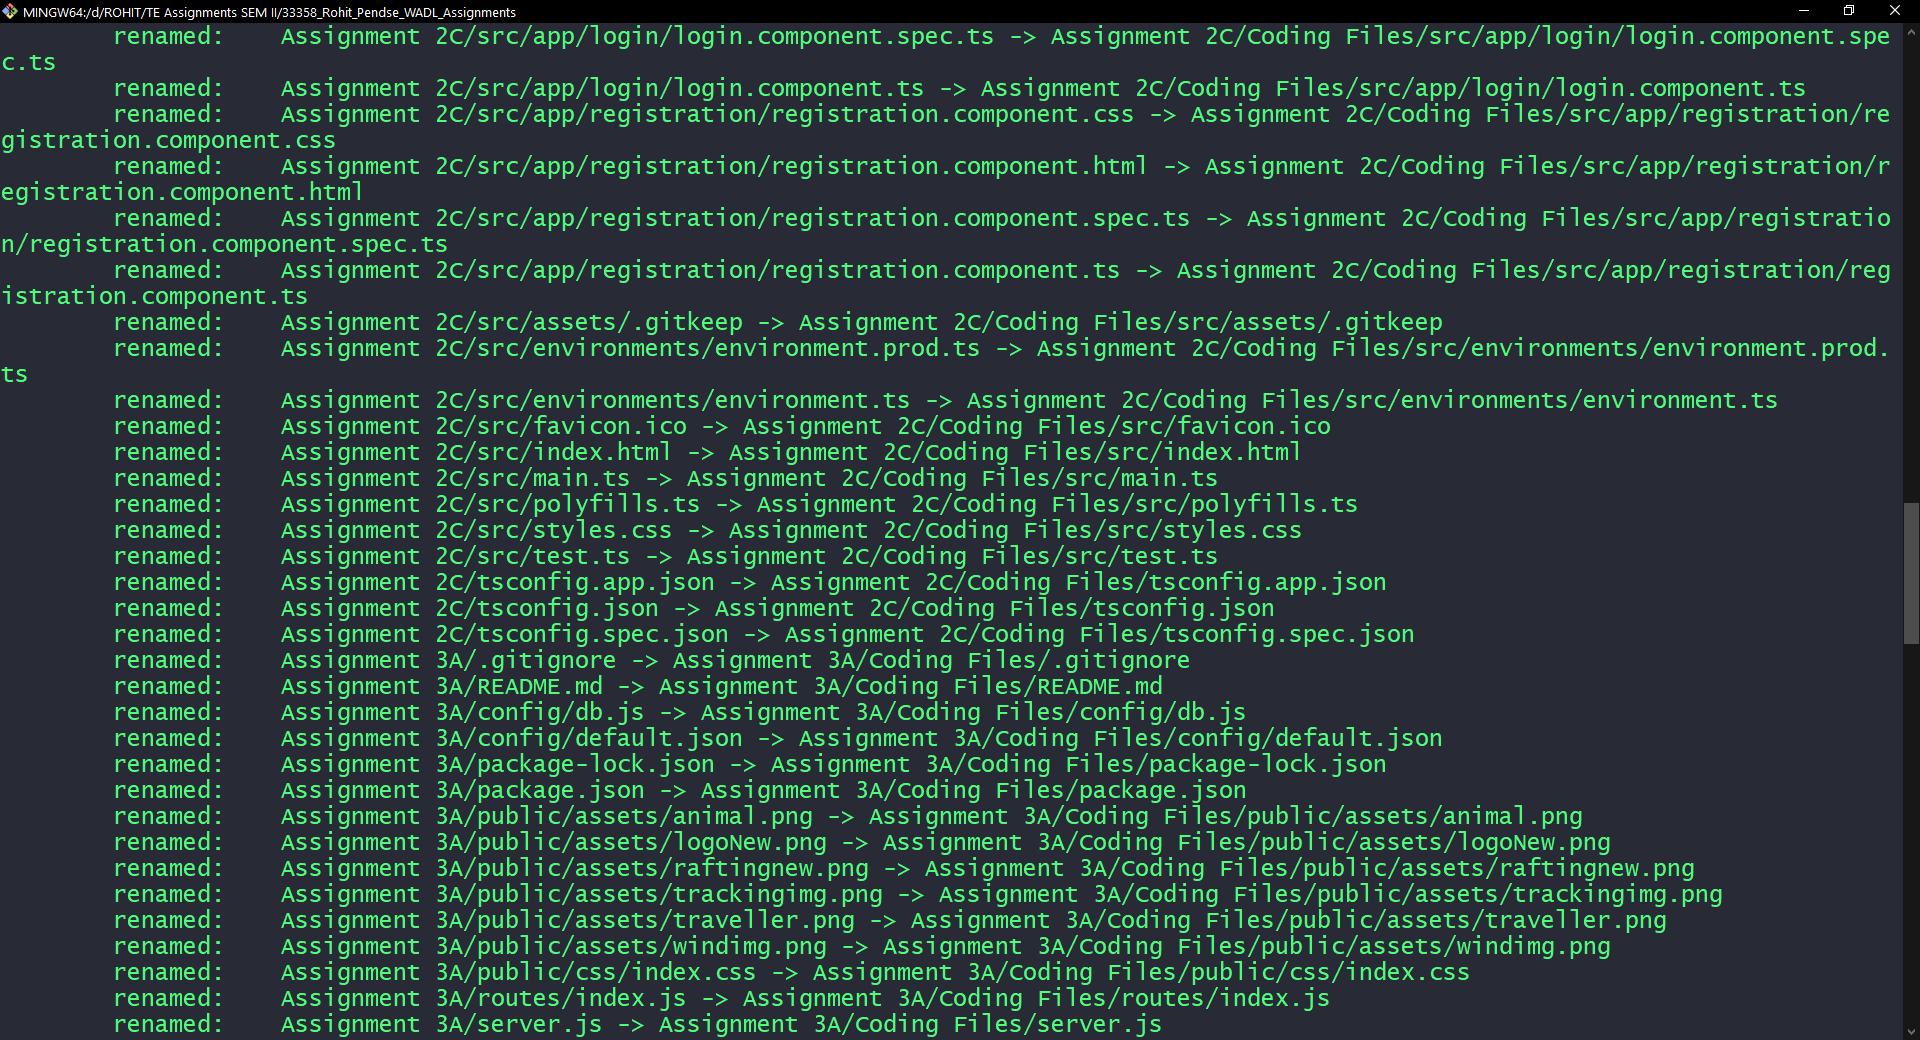 MINGW64:/d/ROHIT/TE Assignments SEM II/33358_Rohit_Pendse_WADL_Assignments
renamed:    Assignment 2C/src/app/login/login.component.spec.ts -> Assignment 2C/Coding Files/src/app/login/login.component.spe
c.ts
renamed:    Assignment 2C/src/app/login/login.component.ts -> Assignment 2C/Coding Files/src/app/login/login.component.ts
renamed:    Assignment 2C/src/app/registration/registration.component.css -> Assignment 2C/Coding Files/src/app/registration/re
gistration.component.css
renamed:    Assignment 2C/src/app/registration/registration.component.html -> Assignment 2C/Coding Files/src/app/registration/r
egistration.component.html
renamed:    Assignment 2C/src/app/registration/registration.component.spec.ts -> Assignment 2C/Coding Files/src/app/registratio
n/registration.component.spec.ts
renamed:    Assignment 2C/src/app/registration/registration.component.ts -> Assignment 2C/Coding Files/src/app/registration/reg
istration.component.ts
renamed:    Assignment 2C/src/assets/.gitkeep -> Assignment 2C/Coding Files/src/assets/.gitkeep
renamed:    Assignment 2C/src/environments/environment.prod.ts -> Assignment 2C/Coding Files/src/environments/environment.prod.
ts
renamed:    Assignment 2C/src/environments/environment.ts -> Assignment 2C/Coding Files/src/environments/environment.ts
renamed:    Assignment 2C/src/favicon.ico -> Assignment 2C/Coding Files/src/favicon.ico
renamed:    Assignment 2C/src/index.html -> Assignment 2C/Coding Files/src/index.html
renamed:    Assignment 2C/src/main.ts -> Assignment 2C/Coding Files/src/main.ts
renamed:    Assignment 2C/src/polyfills.ts -> Assignment 2C/Coding Files/src/polyfills.ts
renamed:    Assignment 2C/src/styles.css -> Assignment 2C/Coding Files/src/styles.css
renamed:    Assignment 2C/src/test.ts -> Assignment 2C/Coding Files/src/test.ts
renamed:    Assignment 2C/tsconfig.app.json -> Assignment 2C/Coding Files/tsconfig.app.json
renamed:    Assignment 2C/tsconfig.json -> Assignment 2C/Coding Files/tsconfig.json
renamed:    Assignment 2C/tsconfig.spec.json -> Assignment 2C/Coding Files/tsconfig.spec.json
renamed:    Assignment 3A/.gitignore -> Assignment 3A/Coding Files/.gitignore
renamed:    Assignment 3A/README.md -> Assignment 3A/Coding Files/README.md
renamed:    Assignment 3A/config/db.js -> Assignment 3A/Coding Files/config/db.js
renamed:    Assignment 3A/config/default.json -> Assignment 3A/Coding Files/config/default.json
renamed:    Assignment 3A/package-lock.json -> Assignment 3A/Coding Files/package-lock.json
renamed:    Assignment 3A/package.json -> Assignment 3A/Coding Files/package.json
renamed:    Assignment 3A/public/assets/animal.png -> Assignment 3A/Coding Files/public/assets/animal.png
renamed:    Assignment 3A/public/assets/logoNew.png -> Assignment 3A/Coding Files/public/assets/logoNew.png
renamed:    Assignment 3A/public/assets/raftingnew.png -> Assignment 3A/Coding Files/public/assets/raftingnew.png
renamed:    Assignment 3A/public/assets/trackingimg.png -> Assignment 3A/Coding Files/public/assets/trackingimg.png
renamed:    Assignment 3A/public/assets/traveller.png -> Assignment 3A/Coding Files/public/assets/traveller.png
renamed:    Assignment 3A/public/assets/windimg.png -> Assignment 3A/Coding Files/public/assets/windimg.png
renamed:    Assignment 3A/public/css/index.css -> Assignment 3A/Coding Files/public/css/index.css
renamed:    Assignment 3A/routes/index.js -> Assignment 3A/Coding Files/routes/index.js
renamed:    Assignment 3A/server.js -> Assignment 3A/Coding Files/server.js